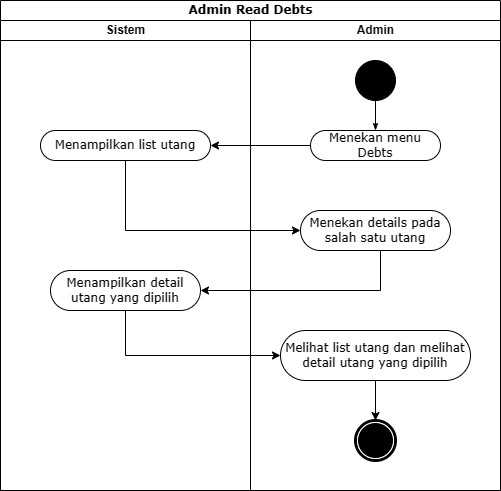 Admin Read Debts
Sistem
Admin
Menekan menu
Debts
Menampilkan list utang
Menekan details pada
salah satu utang
Menampilkan detail
utang yang dipilih
Melihat list utang dan melihat
detail utang yang dipilih